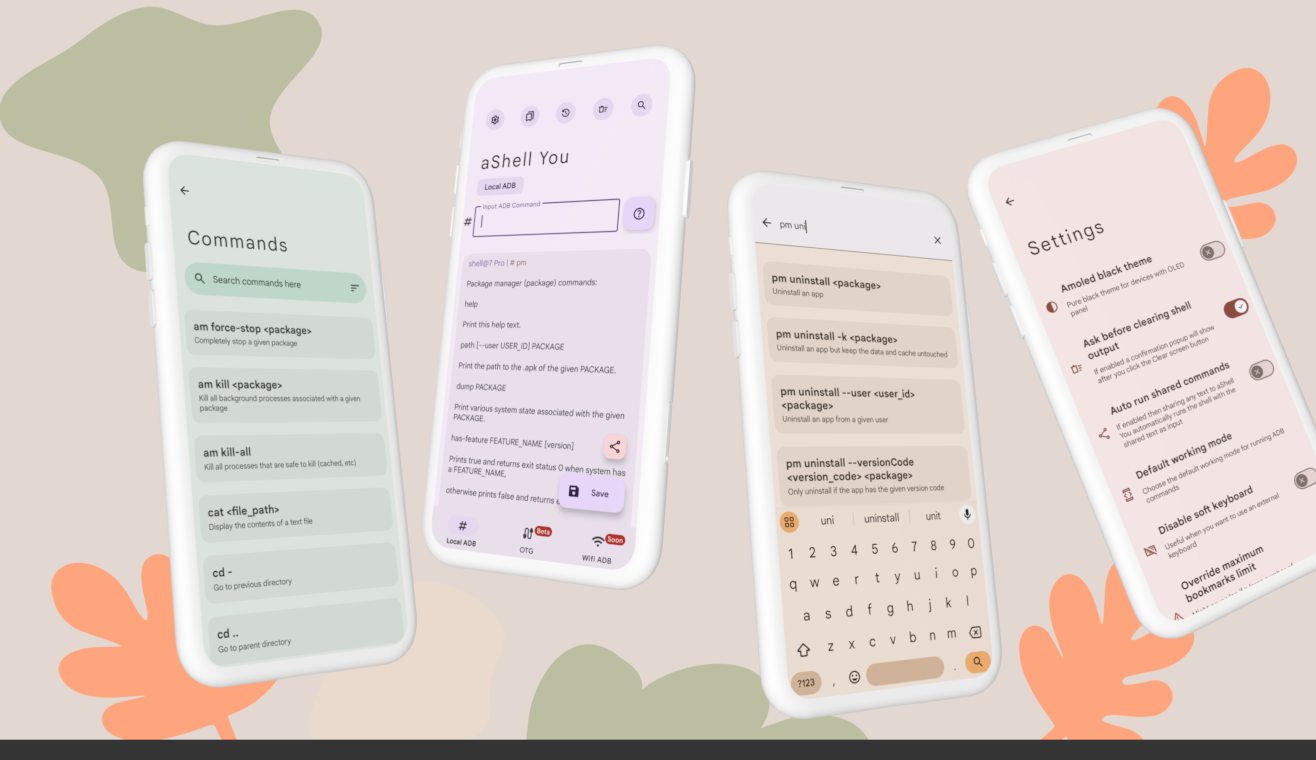 Commands
Search commands here
am force-stop <package>
Completely stop a given package
am kill <package>
Kill all background processes associated with a given
package
am kill-all
Kill all processes that are safe to kill (cached, etc)
cat <file_path>
Display the contents of a text file
cd -
Go to previous directory
cd ..
Go to parent directory
aShell You
Local ADB
Input ADB Command
#
shell@7 Pro | # pm
Package manager (package) commands:
help
Print this help text.
path [--user USER_ID] PACKAGE
Print the path to the .apk of the given PACKAGE.
dump PACKAGE
Print various system state associated with the given
PACKAGE.
has-feature FEATURE_NAME [version]
Prints true and returns exit status 0 when system has
a FEATURE_NAME,
otherwise prints false and returns
Save
#
Local ADB
Beta
OTG
Soon
Wifi ADB
pm uni
pm uninstall <package>
Uninstall an app
pm uninstall -k <package>
Uninstall an app but keep the data and cache untouched
pm uninstall --user <user_id>
<package>
Uninstall an app from a given user
pm uninstall --versionCode
<version_code> <package>
Only uninstall if the app has the given version code
uni uninstall unit
1 2 3 4 5 6 7 8 9 0
q w e r t y u i o p
a s d f g h j k l
z x c v b n m
?123 , .
Settings
Amoled black theme
Pure black theme for devices with OLED
panel
Ask before clearing shell
output
If enabled a confirmation popup will show
after you click the Clear screen button
Auto run shared commands
If enabled then sharing any text to aShell
You automatically runs the shell with the
shared text as input
Default working mode
Choose the default working mode for running ADB
commands
Disable soft keyboard
Useful when you want to use an external
keyboard
Override maximum
bookmarks limit